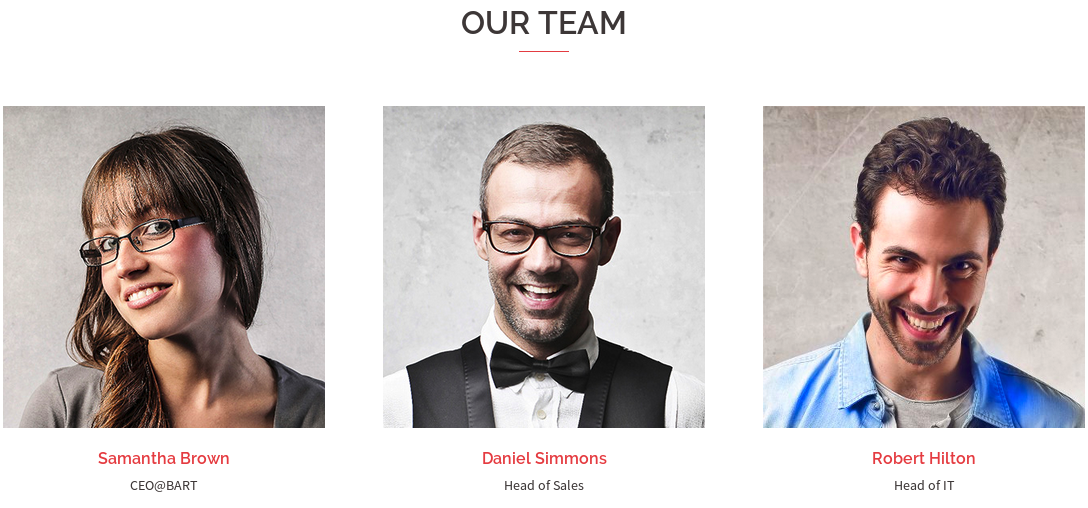 OUR TEAM
Samantha Brown
Daniel Simmons
Robert Hilton
CEO@BART
Head of Sales
Head of IT